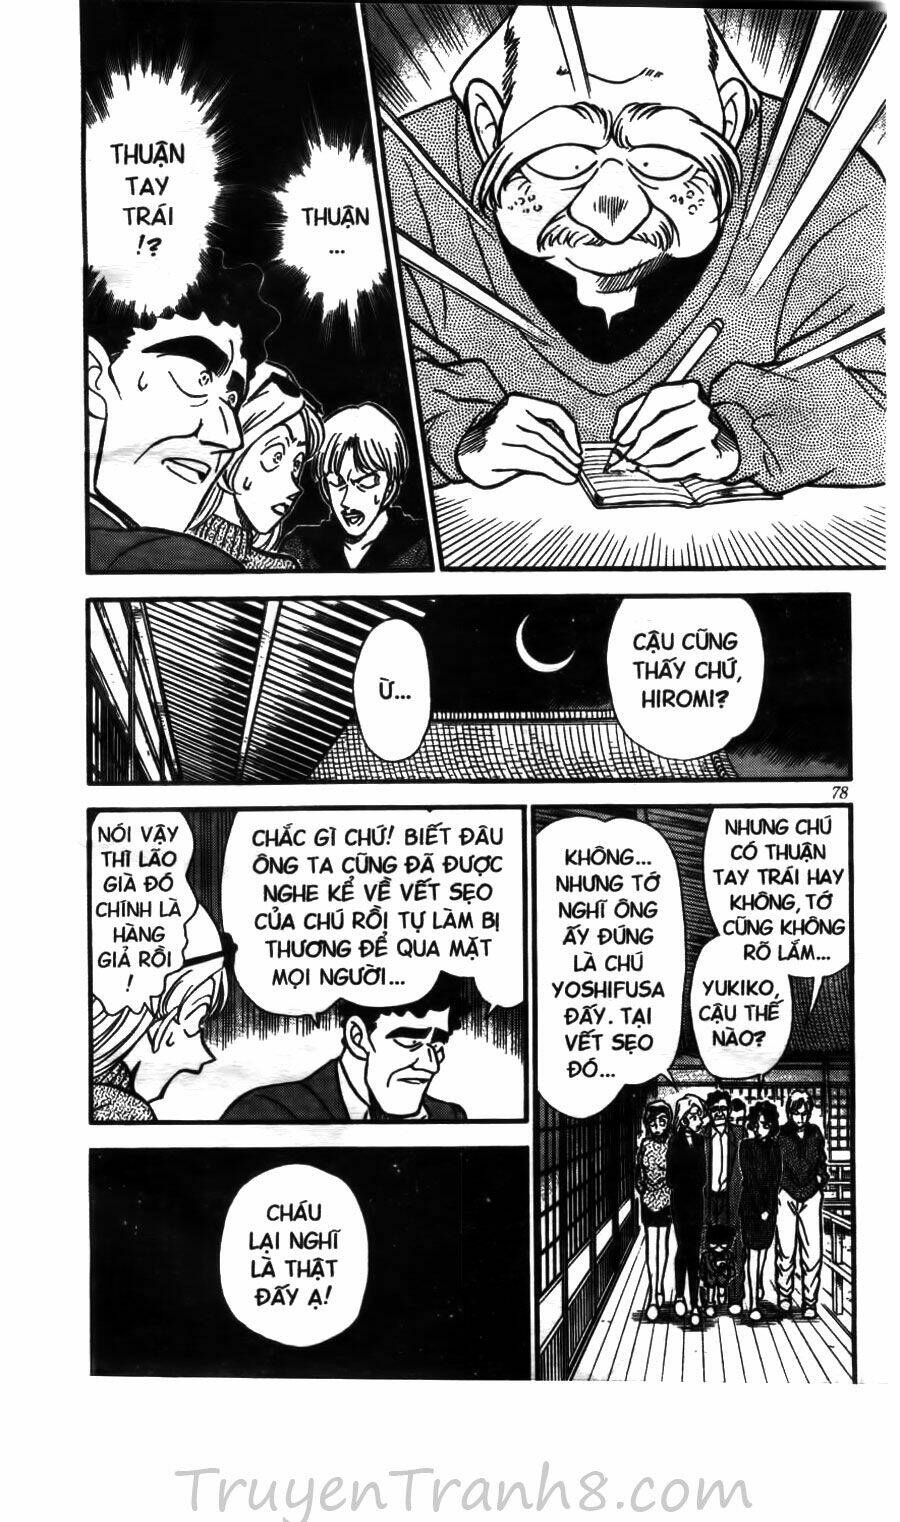 THUẬN
...
THUẬN
TAY
TRÁI
!?
CẬU CŨNG
THẤY CHỨ,
HIROMI?
Ừ...
78
NHƯNG CHÚ
CÓ THUẬN
TAY TRÁI HAY
KHÔNG, TỚ
CŨNG KHÔNG
RÕ LẮM...
YUKIKO,
CẬU THẾ
NÀO?
KHÔNG...
NHƯNG TỚ
NGHĨ ÔNG
ẤY ĐÚNG
LÀ CHÚ
YOSHIFUSA
ĐẤY. TẠI
VẾT SẸO
ĐÓ...
CHẮC GÌ CHỨ! BIẾT ĐÂU
ÔNG TA CŨNG ĐÃ ĐƯỢC
NGHE KỂ VỀ VẾT SẸO
CỦA CHÚ RỒI TỰ LÀM BỊ
THƯƠNG ĐỂ QUA MẶT
MỌI NGƯỜI...
NÓI VẬY
THÌ LÃO
GIÀ ĐÓ
CHÍNH LÀ
HÀNG
GIẢ RỒI
!
CHÁU
LẠI NGHĨ
LÀ THẬT
ĐẤY Ạ!
TruyenTranh8.com